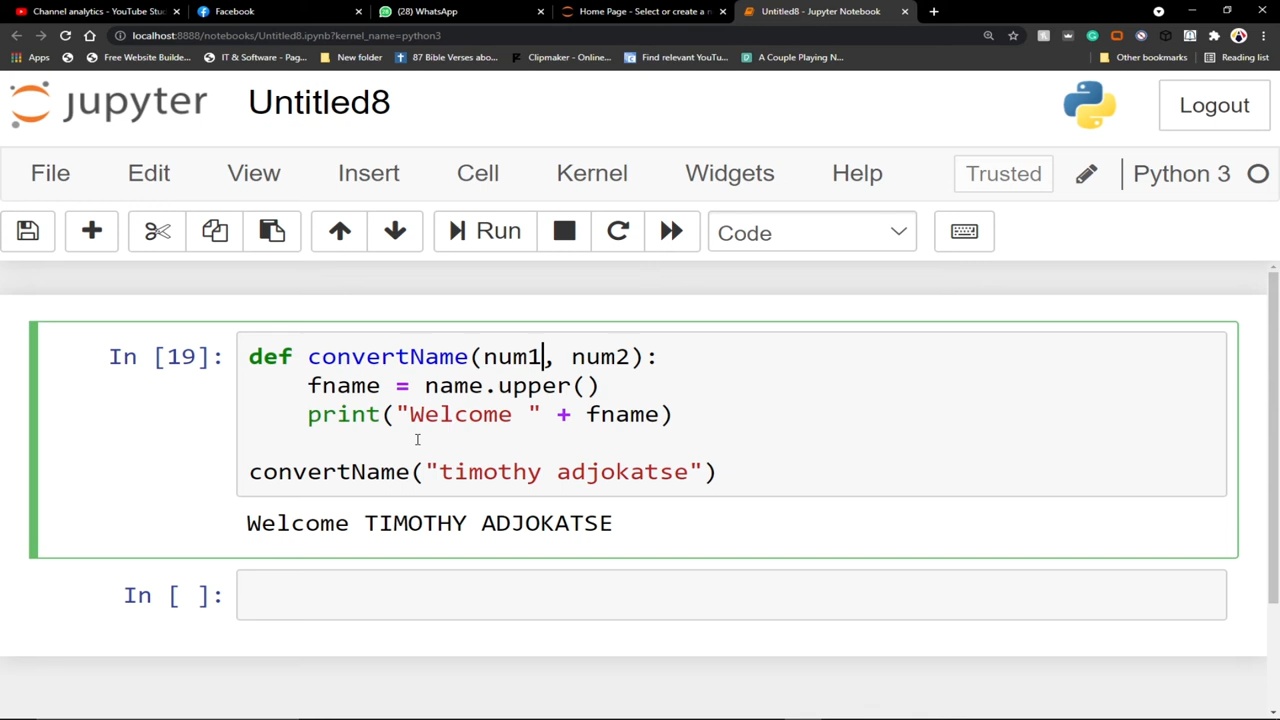 Channel analytics - YouTube Stu
Facebook
(28) WhatsApp
Home Page - Select or create a n
Untitled8 - Jupyter Notebook
localhost:8888/notebooks/Untitled8.ipynb?kernel_name=python3
Apps
Free Website Builde...
IT & Software - Pag...
New folder
87 Bible Verses abo...
Clipmaker - Online...
Find relevant YouTu...
A Couple Playing N...
Other bookmarks
Reading list
jupyter
Untitled8
Logout
File Edit View Insert Cell Kernel Widgets Help
Trusted
Python 3
Run
Code
In [19]:
def convertName(num1, num2):
    fname = name.upper()
    print("Welcome " + fname)
convertName("timothy adjokatse")
Welcome TIMOTHY ADJOKATSE
In [ ]: